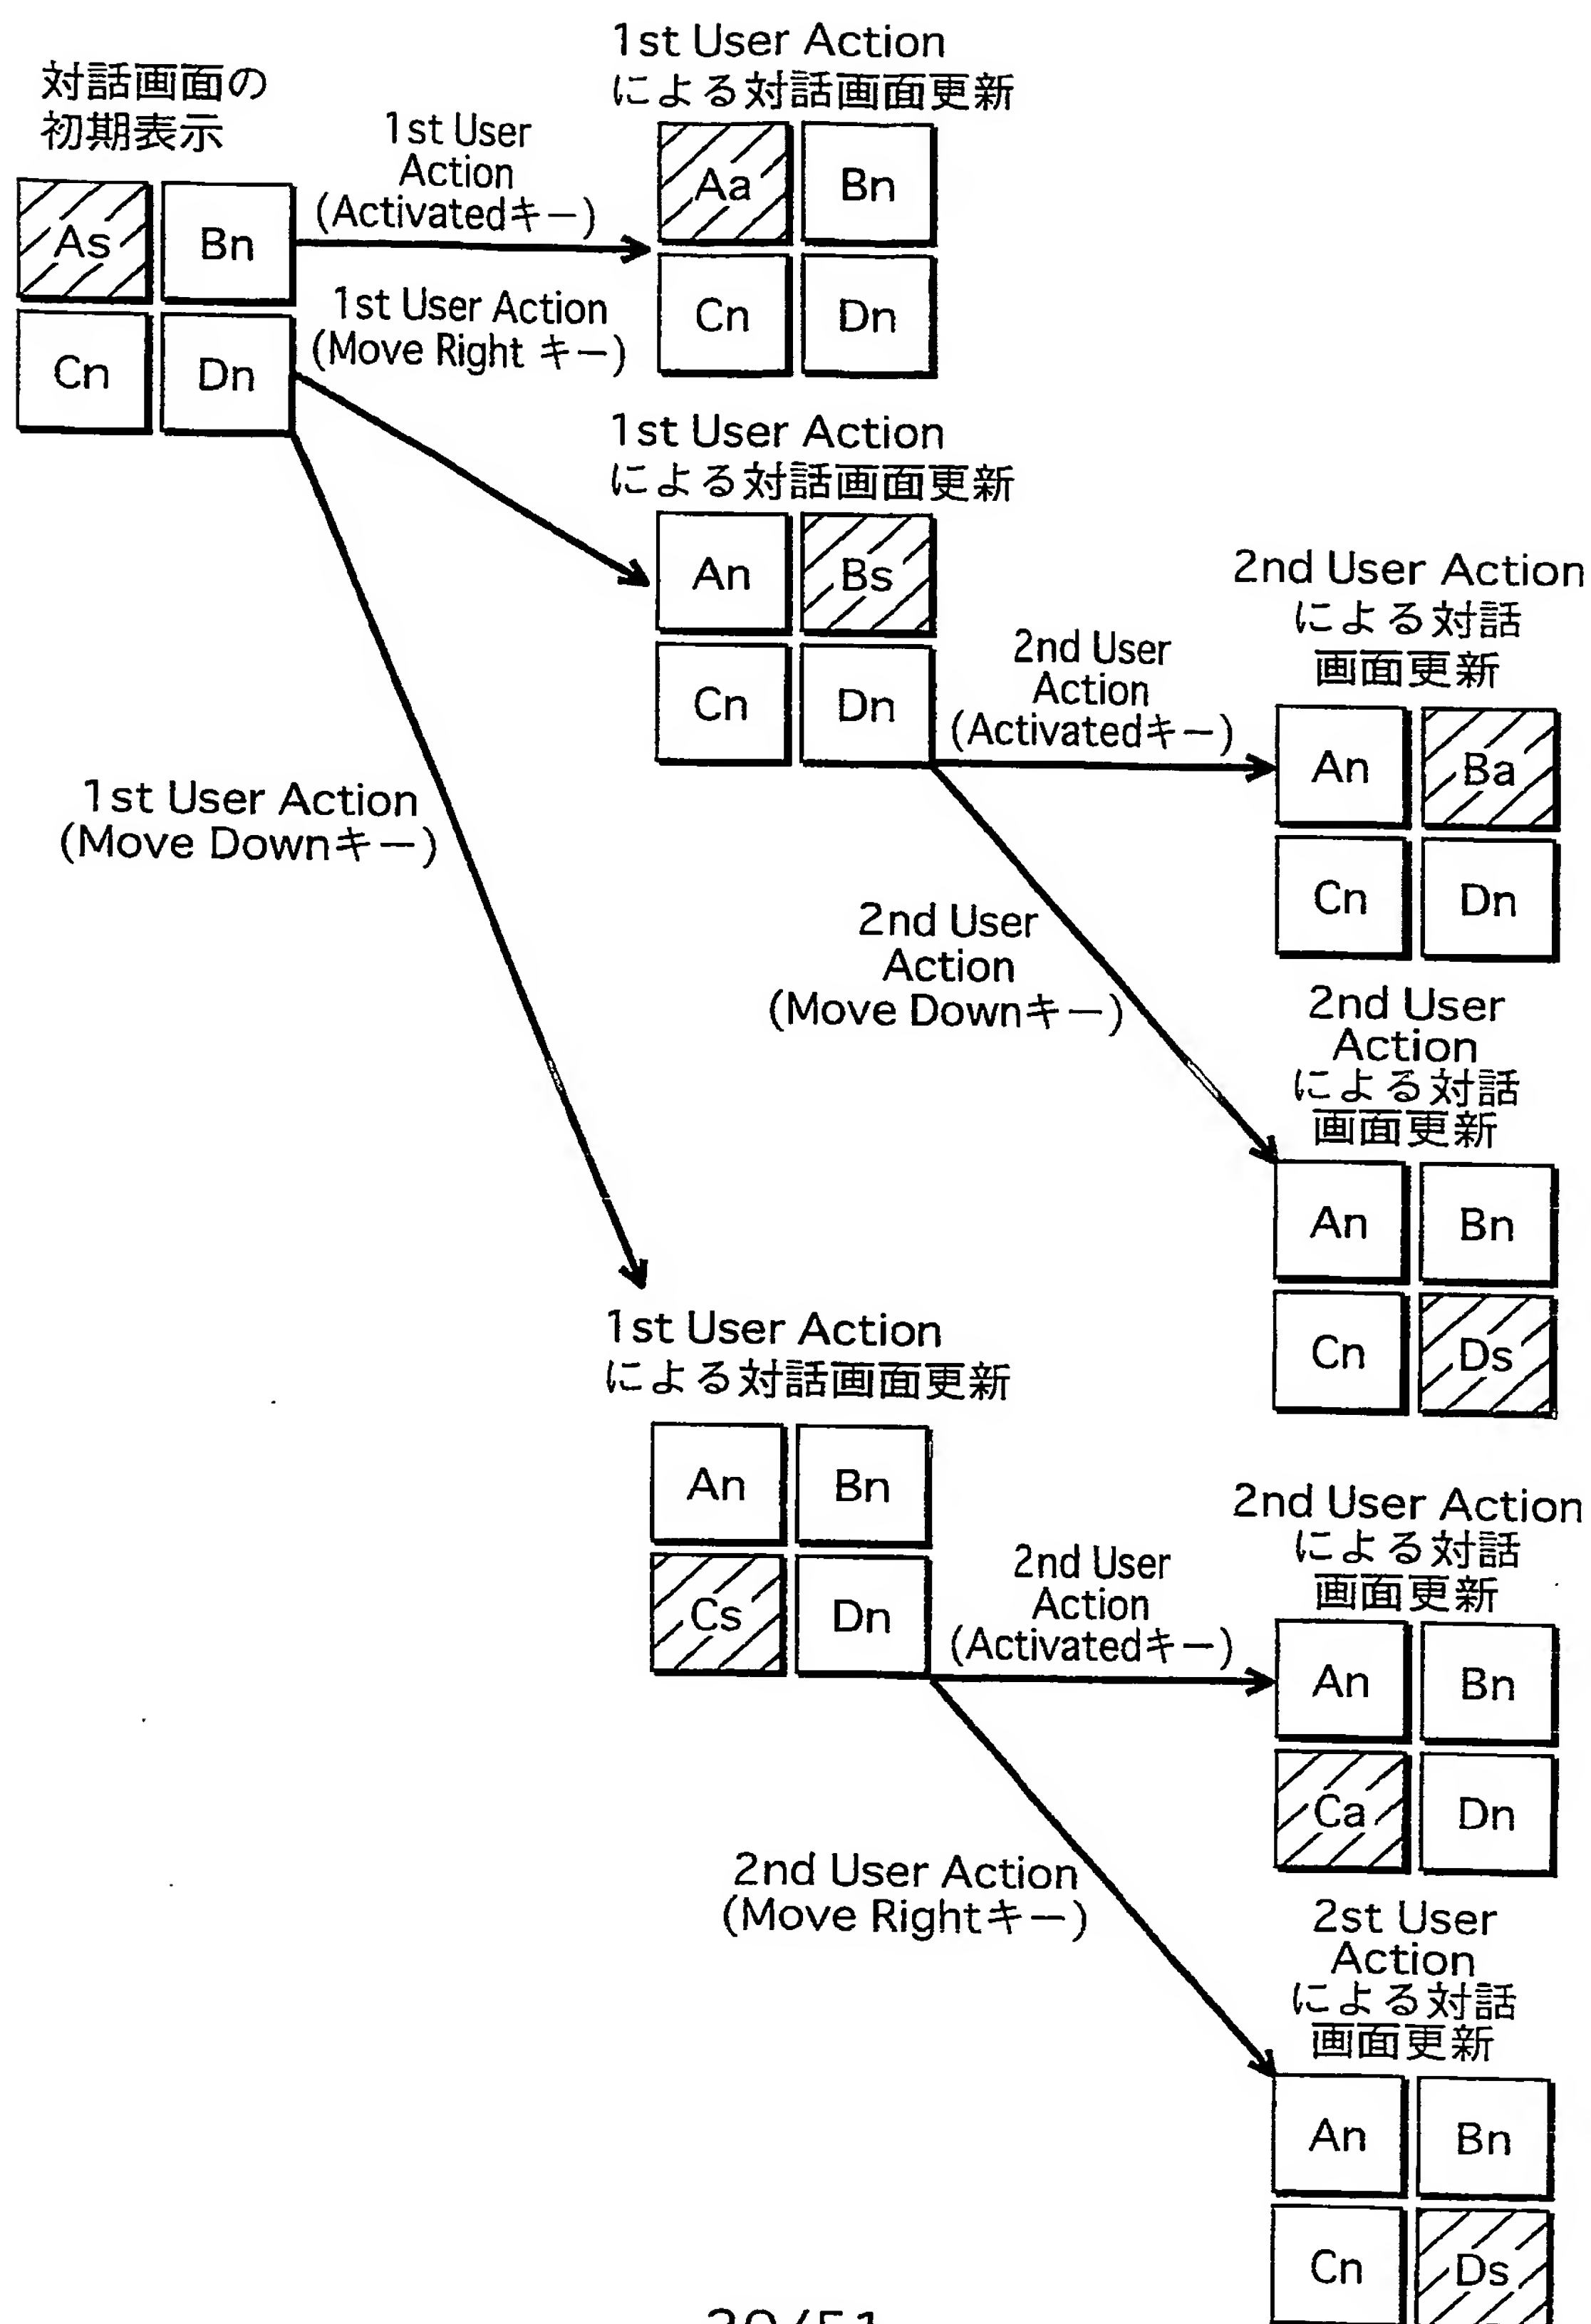 対話画面の
初期表示
As
Bn
Cn
Dn
1st User
Action
(Activatedキー)
1st User Action
(Move Right キー)
1st User Action
(Move Downキー)
1st User Action
による対話画面更新
Aa
Bn
Cn
Dn
1st User Action
による対話画面更新
An
Bs
Cn
Dn
2nd User
Action
(Activatedキー)
2nd User
Action
(Move Downキー)
2nd User Action
による対話
画面更新
An
Ba
Cn
Dn
2nd User
Action
による対話
画面更新
An
Bn
Cn
Ds
1st User Action
による対話画面更新
An
Bn
Cs
Dn
2nd User
Action
(Activatedキー)
2nd User Action
(Move Rightキー)
2nd User Action
による対話
画面更新
An
Bn
Ca
Dn
2st User
Action
による対話
画面更新
An
Bn
Cn
Ds